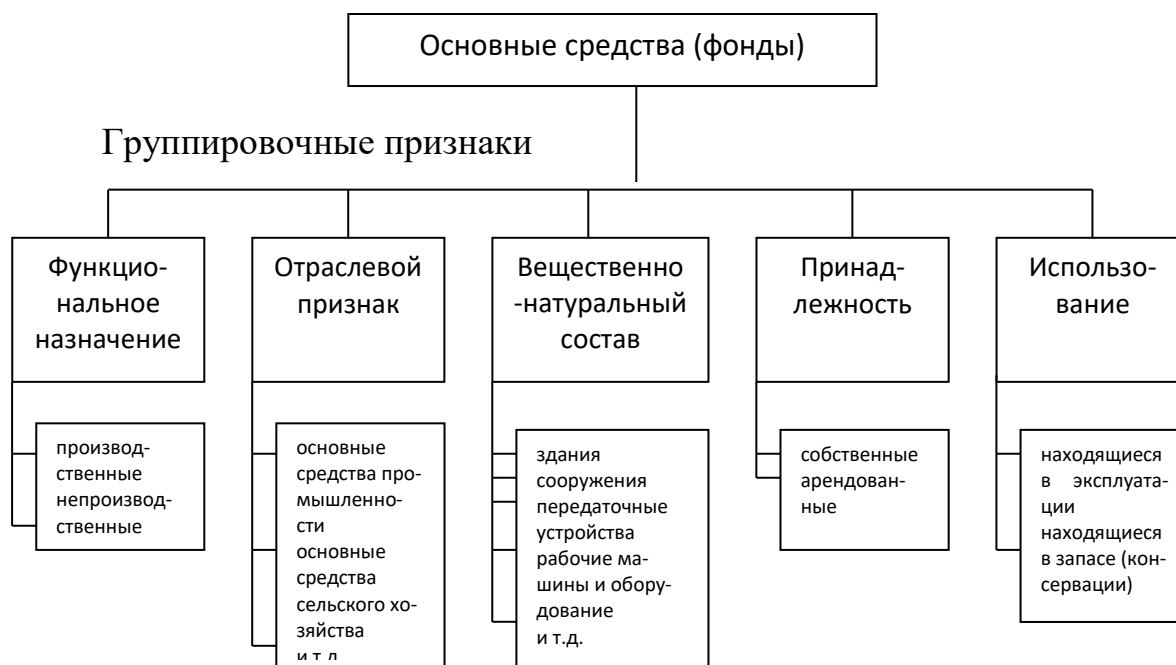 Основные средства (фонды)
Группировочные признаки
Функцио-
нальное
назначение
Отраслевой
признак
Вещественно
-натуральный
состав
Принад-
лежность
Использо-
вание
производ-
ственные
непроизвод-
ственные
основные
средства про-
мышленно-
сти
основные
средства
сельского хо-
зяйства
и т.д
здания
сооружения
передаточные
устройства
рабочие ма-
шины и обору-
дование
и т.д.
собственные
арендован-
ные
находящиеся
в эксплуата-
ции
находящиеся
в запасе (кон-
сервации)